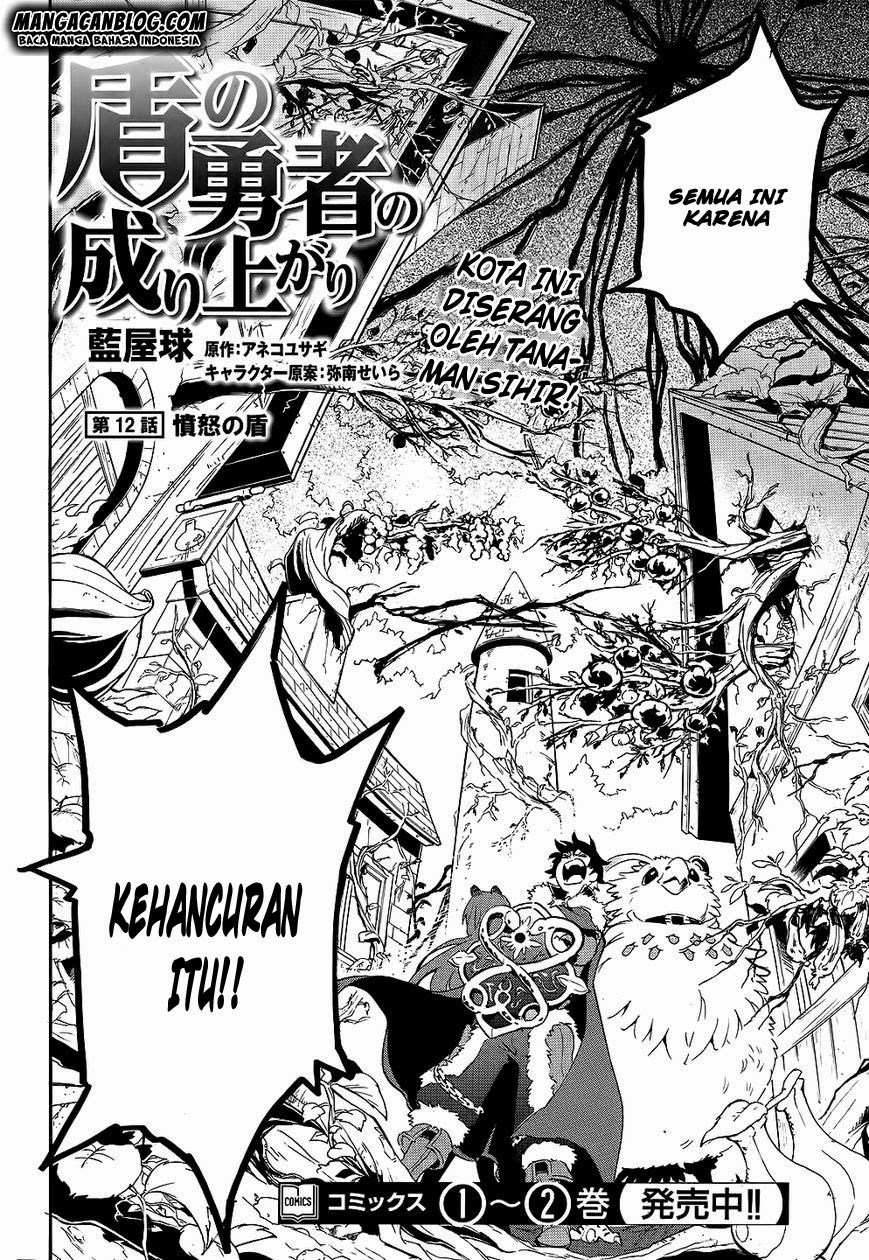 MANGACANBLOG.COM
BACA MANGA BAHASA INDONESIA
盾の勇者の
成り上がり
藍屋球 原作:アネコユサギ
キャラクター原案:弥南せいら
第12話 憤怒の盾
SEMUA INI
KARENA
KOTA INI
DISERANG
OLEH TANA-
MAN SIHIR!
KEHANCURAN
ITU!!
COMICS コミックス ①~②巻 発売中!!